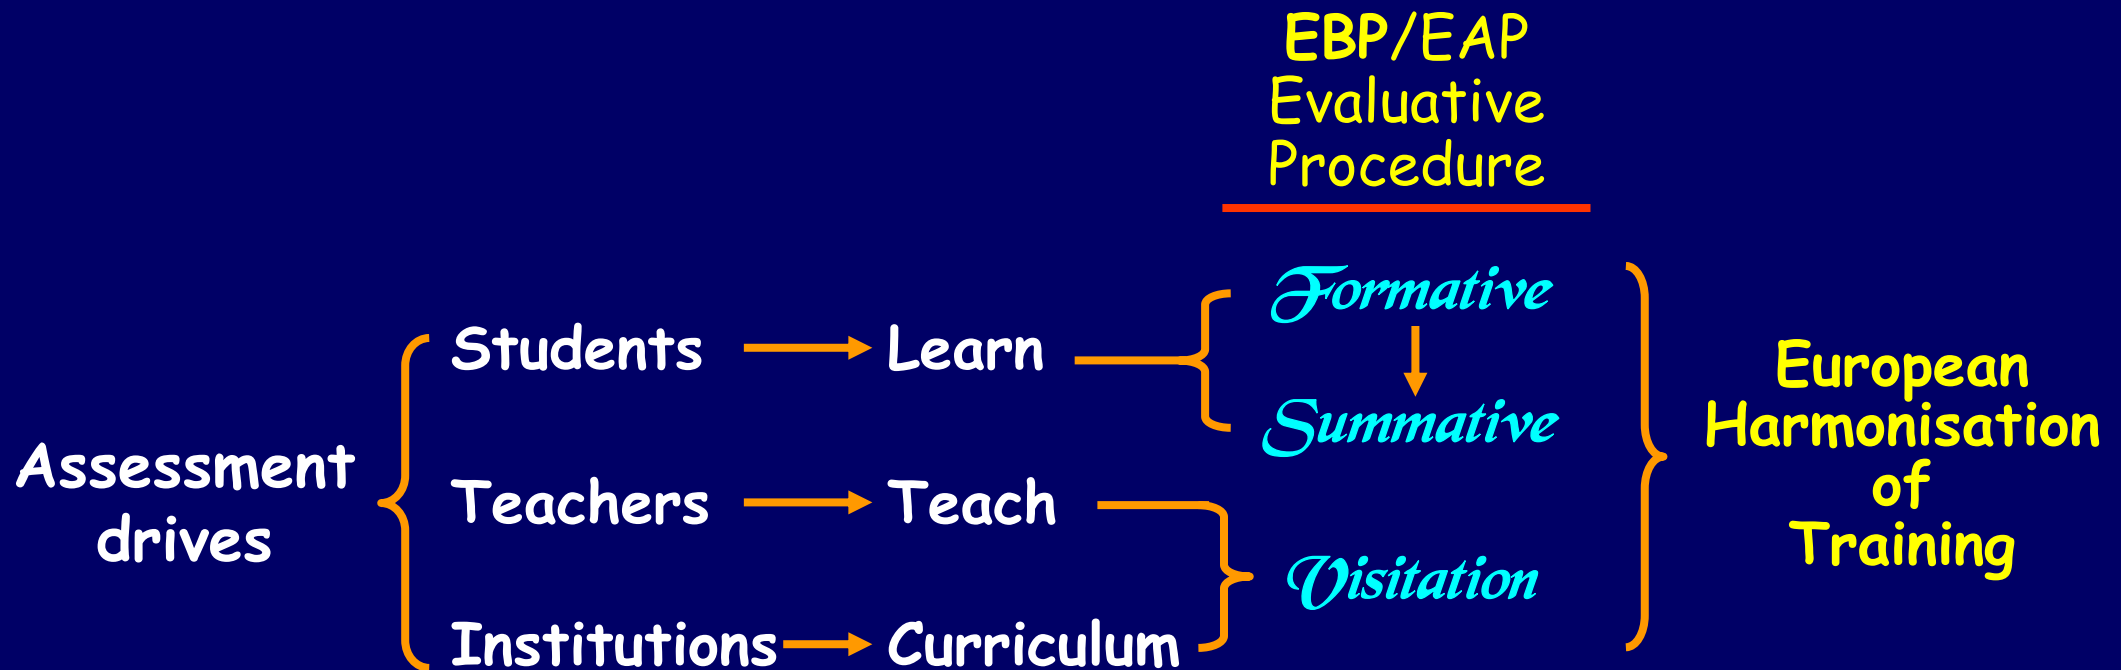 EBP/EAP
Evaluative
Procedure
Formative
Students Learn
Summative
Assessment
drives
Teachers Teach
Visitation
Institutions Curriculum
European
Harmonisation
of
Training